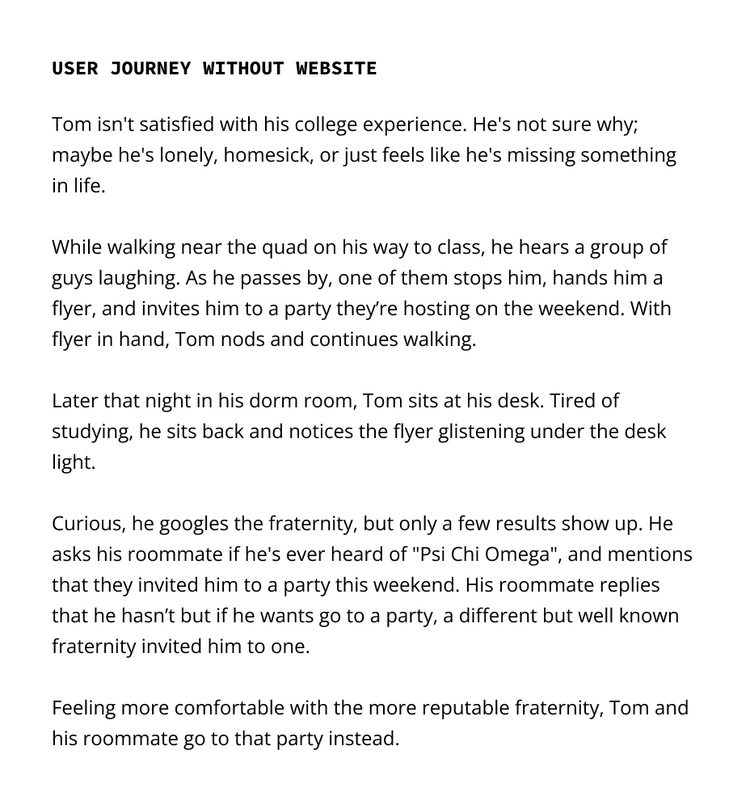 USER JOURNEY WITHOUT WEBSITE
Tom isn't satisfied with his college experience. He's not sure why;
maybe he's lonely, homesick, or just feels like he's missing something
in life.
While walking near the quad on his way to class, he hears a group of
guys laughing. As he passes by, one of them stops him, hands him a
flyer, and invites him to a party they’re hosting on the weekend. With
flyer in hand, Tom nods and continues walking.
Later that night in his dorm room, Tom sits at his desk. Tired of
studying, he sits back and notices the flyer glistening under the desk
light.
Curious, he googles the fraternity, but only a few results show up. He
asks his roommate if he's ever heard of "Psi Chi Omega", and mentions
that they invited him to a party this weekend. His roommate replies
that he hasn’t but if he wants go to a party, a different but well known
fraternity invited him to one.
Feeling more comfortable with the more reputable fraternity, Tom and
his roommate go to that party instead.